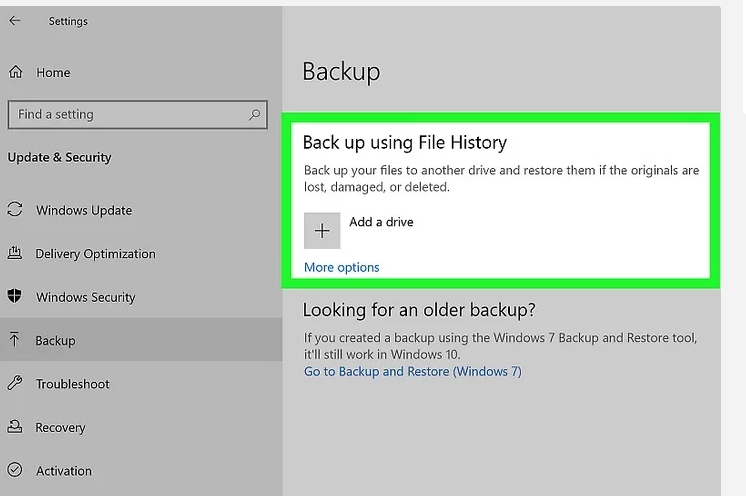 Settings
Home
Find a setting
Update & Security
Windows Update
Delivery Optimization
Windows Security
Backup
Troubleshoot
Recovery
Activation
Backup
Back up using File History
Back up your files to another drive and restore them if the originals are
lost, damaged, or deleted.
Add a drive
More options
Looking for an older backup?
If you created a backup using the Windows 7 Backup and Restore tool,
it'll still work in Windows 10.
Go to Backup and Restore (Windows 7)